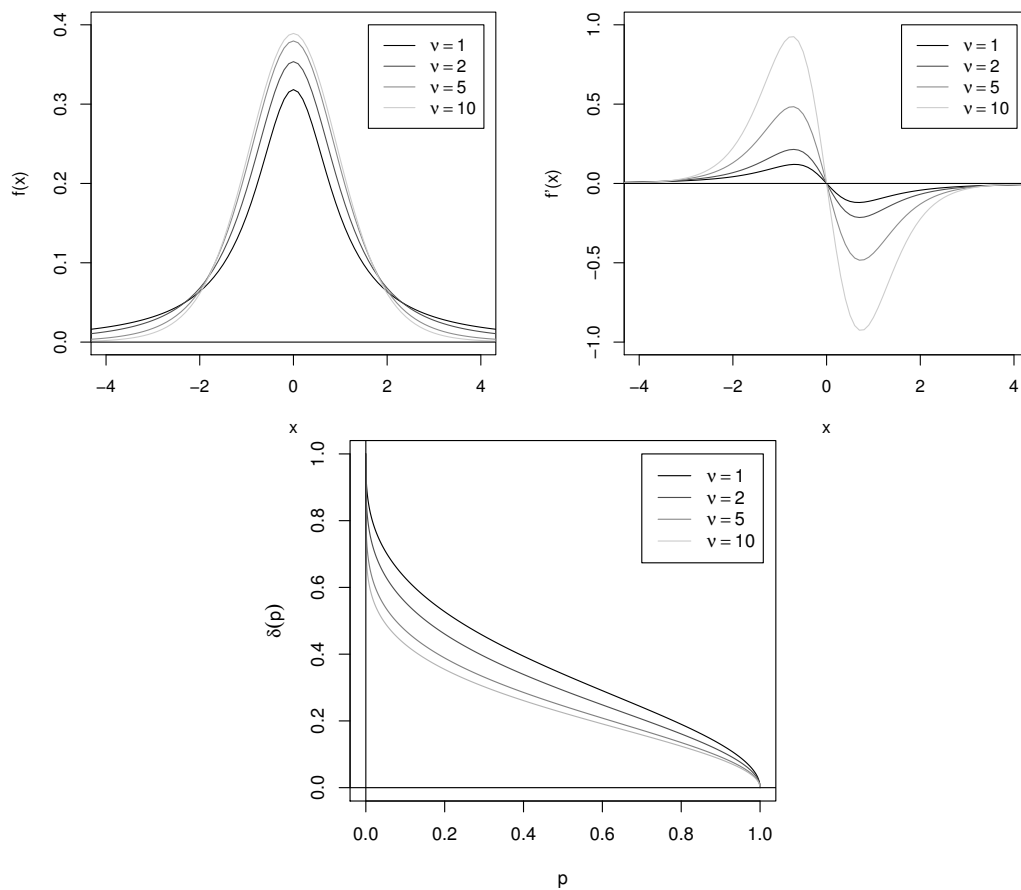 f(x)
0.4
0.3
0.2
0.1
0.0
ν = 1
ν = 2
ν = 5
ν = 10
−4 −2 0 2 4
x
f'(x)
1.0
0.5
0.0
−0.5
−1.0
ν = 1
ν = 2
ν = 5
ν = 10
−4 −2 0 2 4
x
δ(p)
1.0
0.8
0.6
0.4
0.2
0.0
ν = 1
ν = 2
ν = 5
ν = 10
0.0 0.2 0.4 0.6 0.8 1.0
p